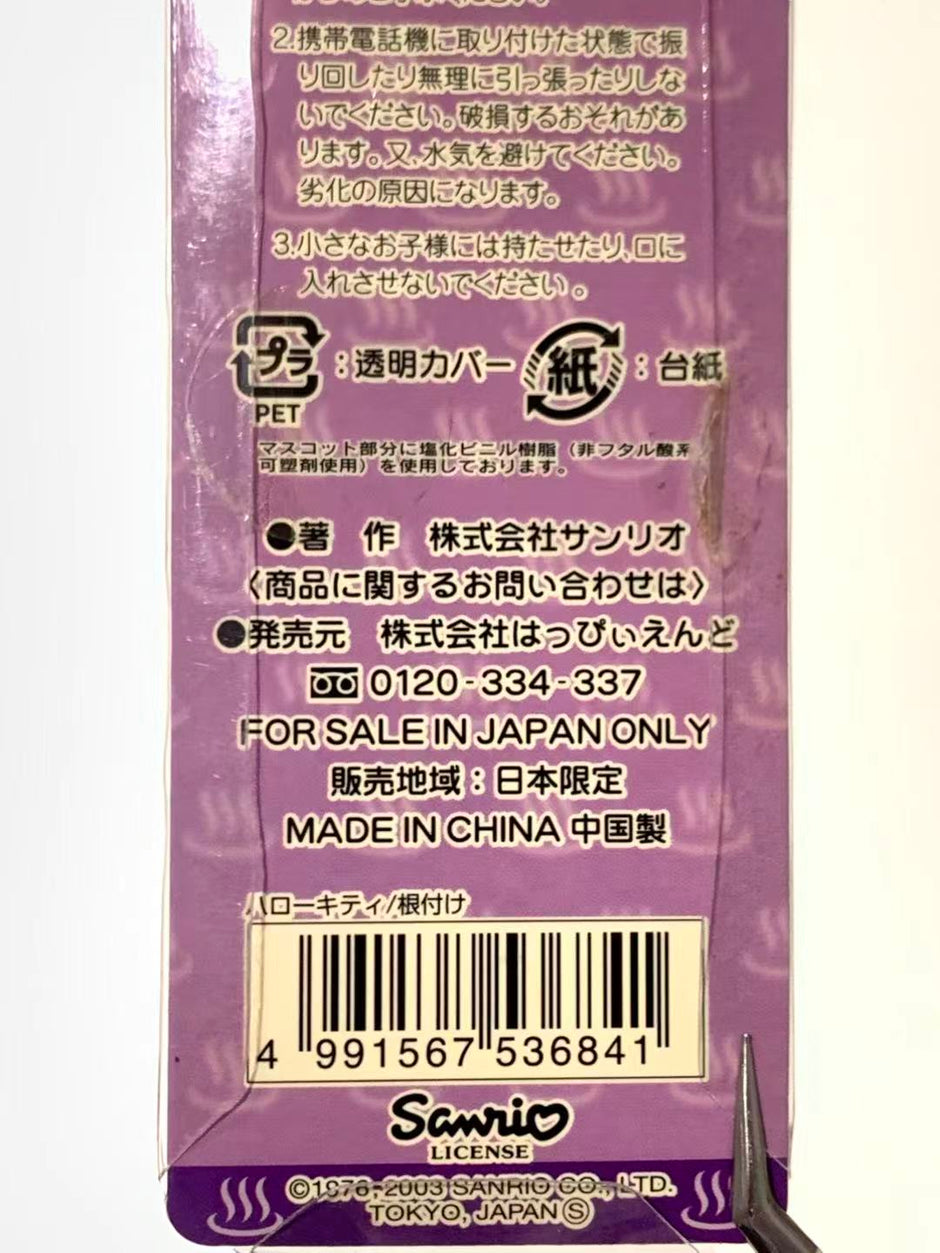 2.携帯電話機に取り付けた状態で振
り回したり無理に引っ張ったりしな
いでください。破損するおそれがあ
ります。又、水気を避けてください。
劣化の原因になります。
3.小さなお子様には持たせたり、口に
入れさせないでください。
プラ PET :透明カバー 紙 :台紙
マスコット部分に塩化ビニル樹脂(非フタル酸系
可塑剤使用)を使用しております。
●著 作 株式会社サンリオ
〈商品に関するお問い合わせは〉
●発売元 株式会社はっぴぃえんど
0120-334-337
FOR SALE IN JAPAN ONLY
販売地域:日本限定
MADE IN CHINA 中国製
ハローキティ/根付け
4 991567 536841
Sanrio
LICENSE
©1976,2003 SANRIO CO., LTD.
TOKYO, JAPAN Ⓢ